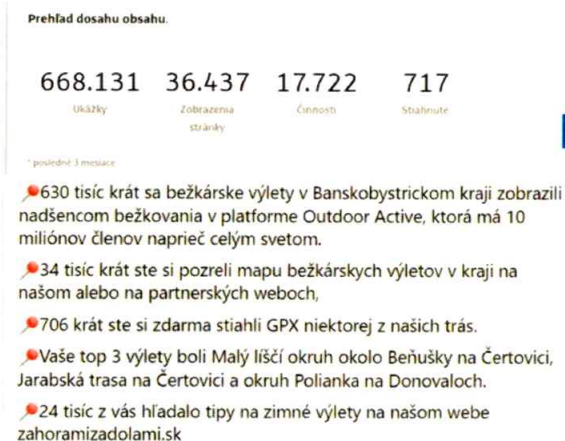 Prehľad dosahu obsahu.
668.131 36.437 17.722 717
Ukážky Zobrazenia stránky Činnosti Stiahnuté
* posledné 3 mesiace
630 tisíc krát sa bežkárske výlety v Banskobystrickom kraji zobrazili
nadšencom bežkovania v platforme Outdoor Active, ktorá má 10
miliónov členov naprieč celým svetom.
34 tisíc krát ste si pozreli mapu bežkárskych výletov v kraji na
našom alebo na partnerských weboch,
706 krát ste si zdarma stiahli GPX niektorej z našich trás.
Vaše top 3 výlety boli Malý líščí okruh okolo Beňušky na Čertovici,
Jarabská trasa na Čertovici a okruh Polianka na Donovaloch.
24 tisíc z vás hľadalo tipy na zimné výlety na našom webe
zahoramizadolami.sk